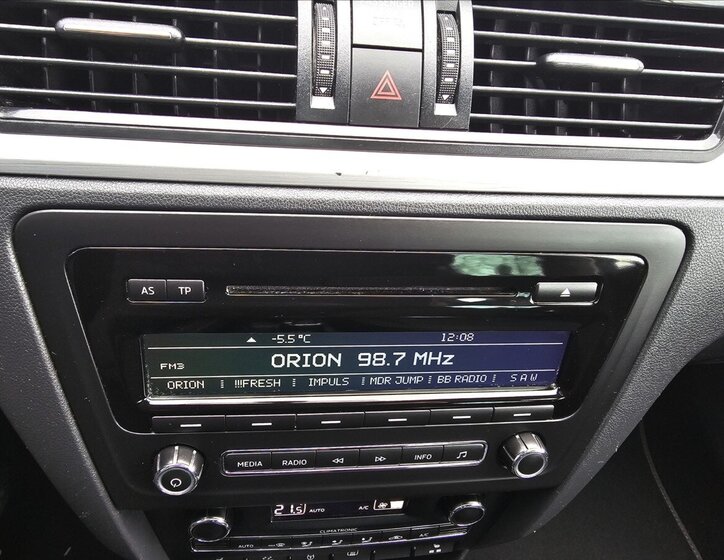 AS TP
-5.5 °C 12:08
FM3 ORION 98.7 MHz
ORION !!!FRESH IMPULS MDR JUMP BB RADIO S A W
MEDIA RADIO INFO
21.5 AUTO A/C
CLIMATRONIC
AUTO A/C